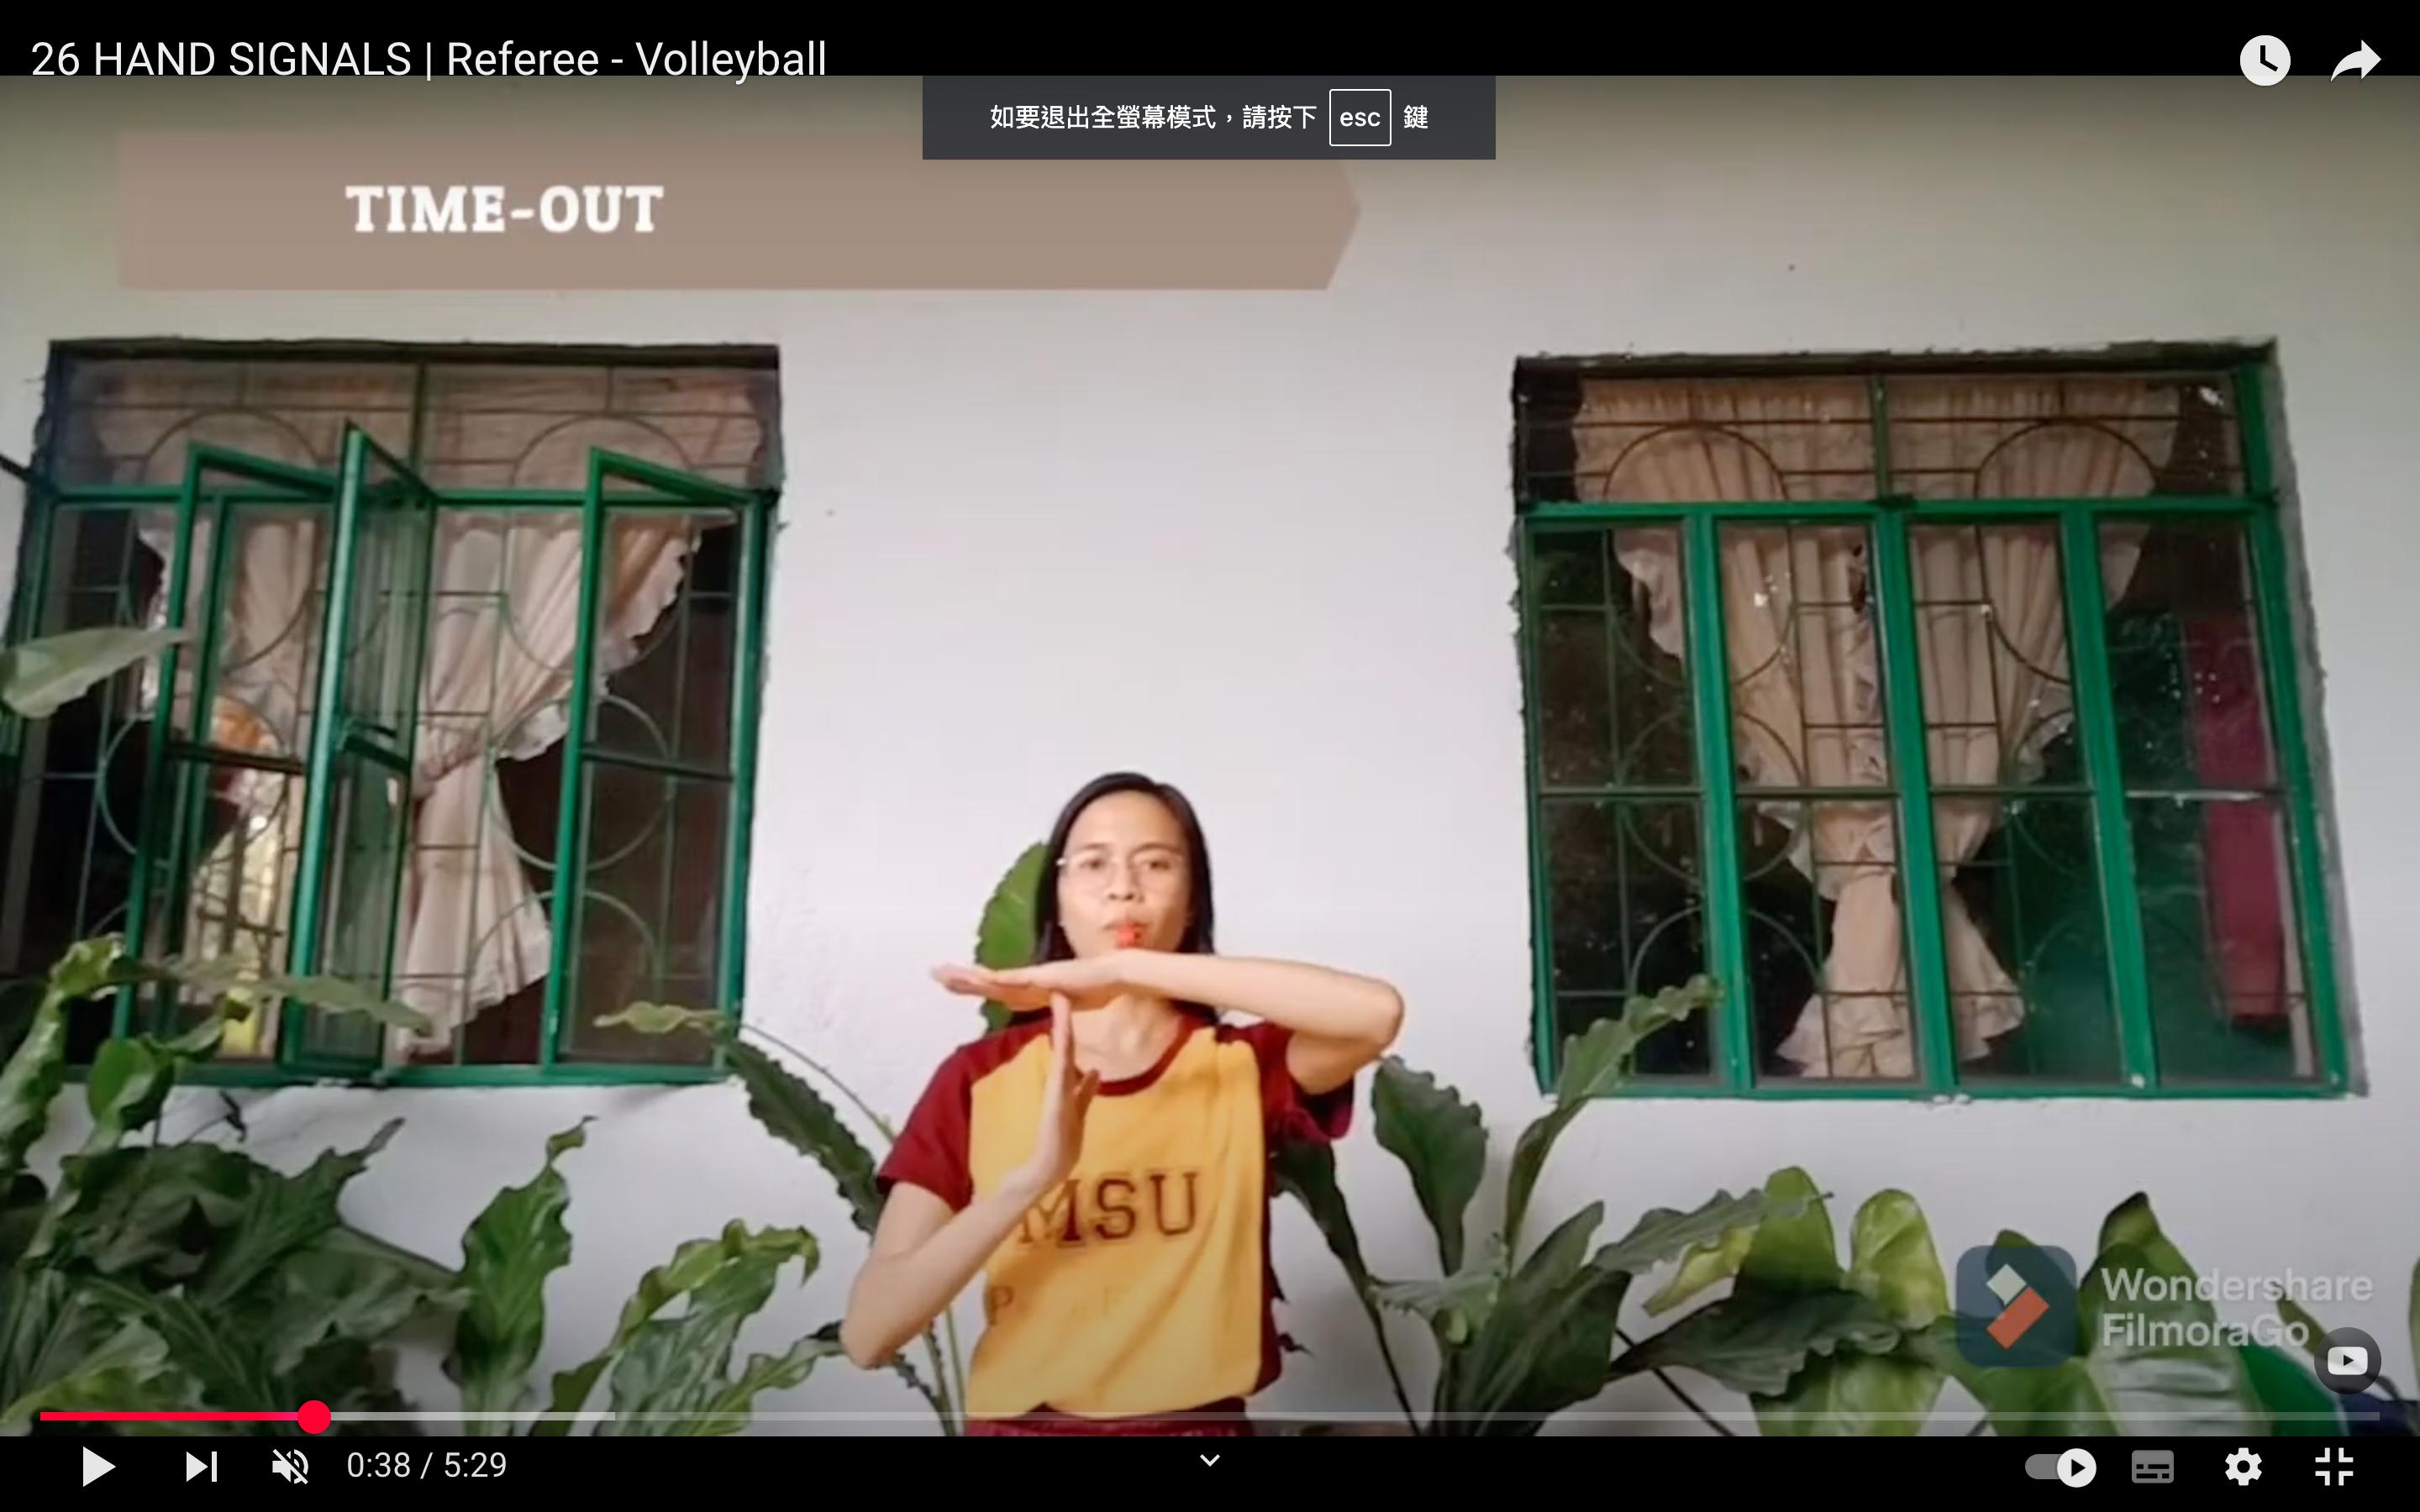 26 HAND SIGNALS | Referee - Volleyball
如要退出全螢幕模式，請按下 esc 鍵
TIME-OUT
MSU
Wondershare
FilmoraGo
0:38 / 5:29